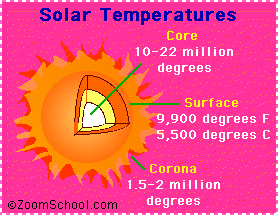 Solar Temperatures
Core
10-22 million
degrees
Surface
9,900 degrees F
5,500 degrees C
Corona
1.5-2 million
degrees
©ZoomSchool.com